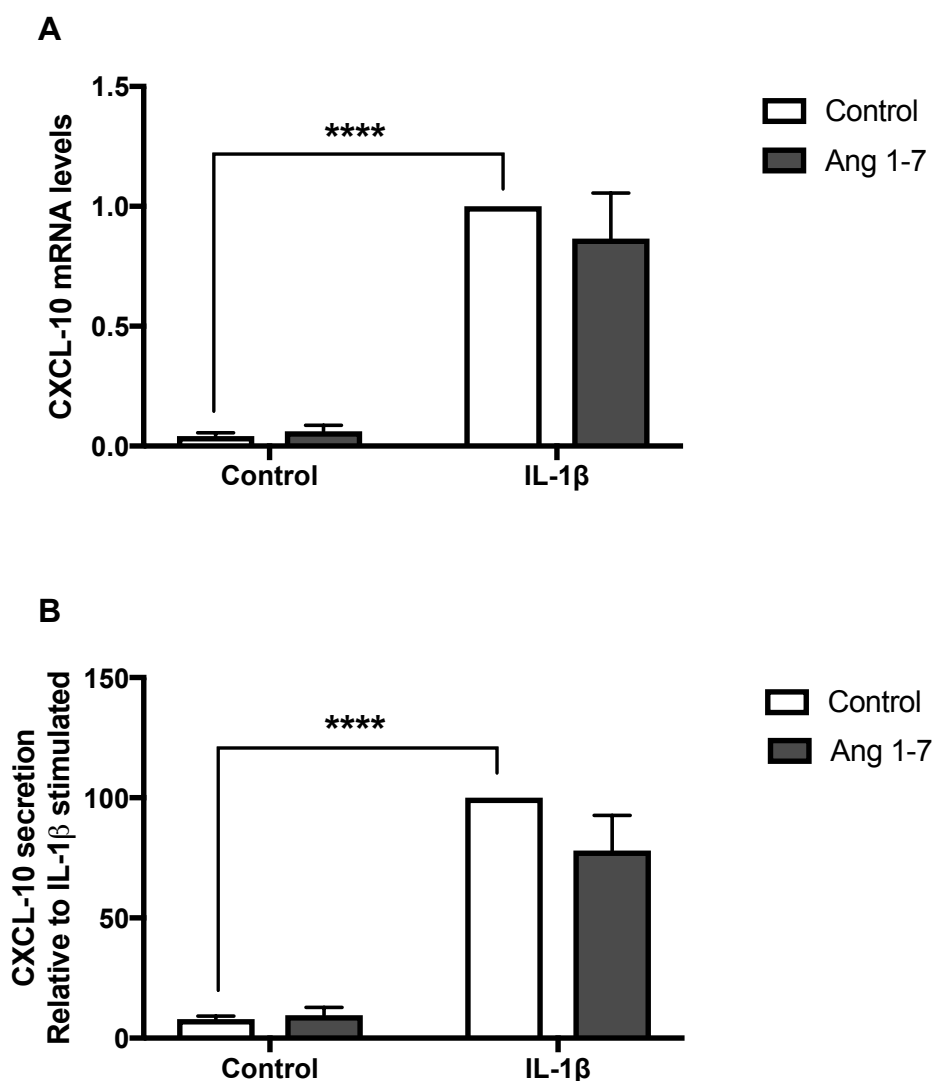 A
CXCL-10 mRNA levels
1.5
1.0
0.5
0.0
****
Control
IL-1β
Control
Ang 1-7
B
CXCL-10 secretion
Relative to IL-1β stimulated
150
100
50
0
****
Control
IL-1β
Control
Ang 1-7